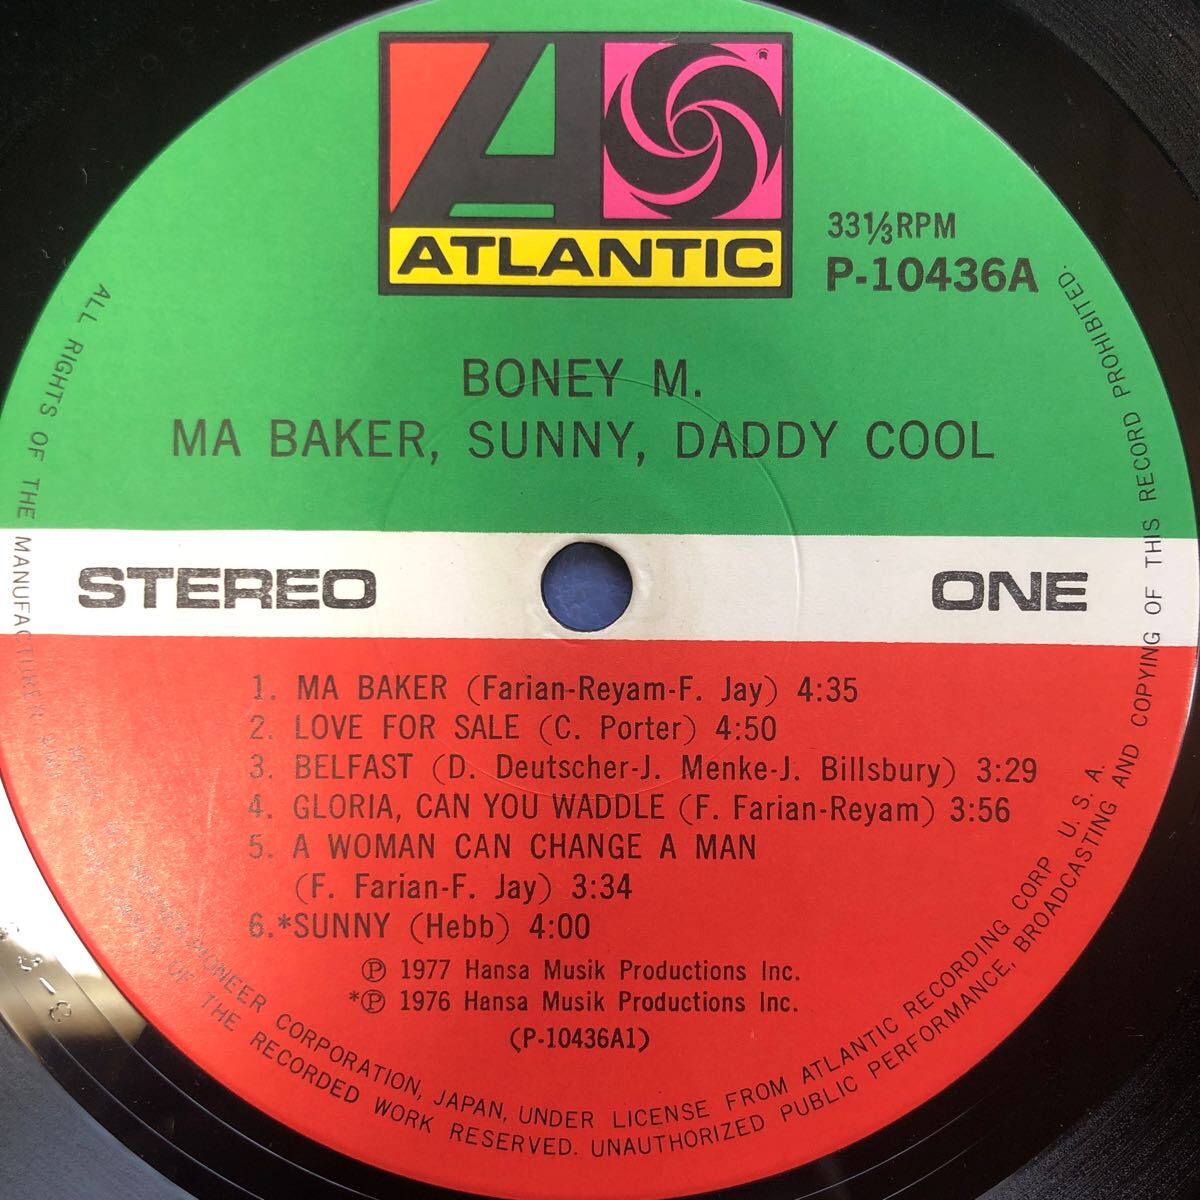 ATLANTIC
33⅓RPM
P-10436A
BONEY M.
MA BAKER, SUNNY, DADDY COOL
STEREO
ONE
1. MA BAKER (Farian-Reyam-F. Jay) 4:35
2. LOVE FOR SALE (C. Porter) 4:50
3. BELFAST (D. Deutscher-J. Menke-J. Billsbury) 3:29
4. GLORIA, CAN YOU WADDLE (F. Farian-Reyam) 3:56
5. A WOMAN CAN CHANGE A MAN
(F. Farian-F. Jay) 3:34
6.*SUNNY (Hebb) 4:00
Ⓟ 1977 Hansa Musik Productions Inc.
*Ⓟ 1976 Hansa Musik Productions Inc.
(P-10436A1)
PIONEER CORPORATION, JAPAN, UNDER LICENSE FROM ATLANTIC RECORDING CORP U. S. A.
ALL RIGHTS OF THE MANUFACTURER OF THE RECORDED WORK RESERVED. UNAUTHORIZED PUBLIC PERFORMANCE, BROADCASTING AND COPYING OF THIS RECORD PROHIBITED.